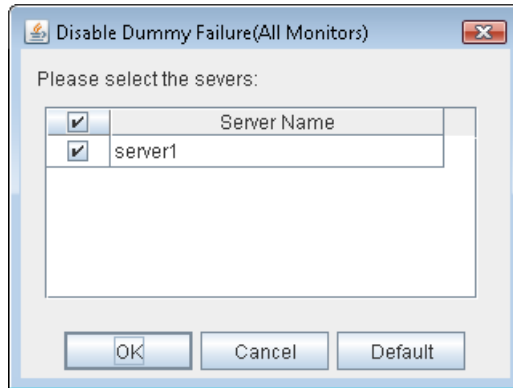 Disable Dummy Failure(All Monitors)
Please select the severs:
Server Name
server1
OK Cancel Default